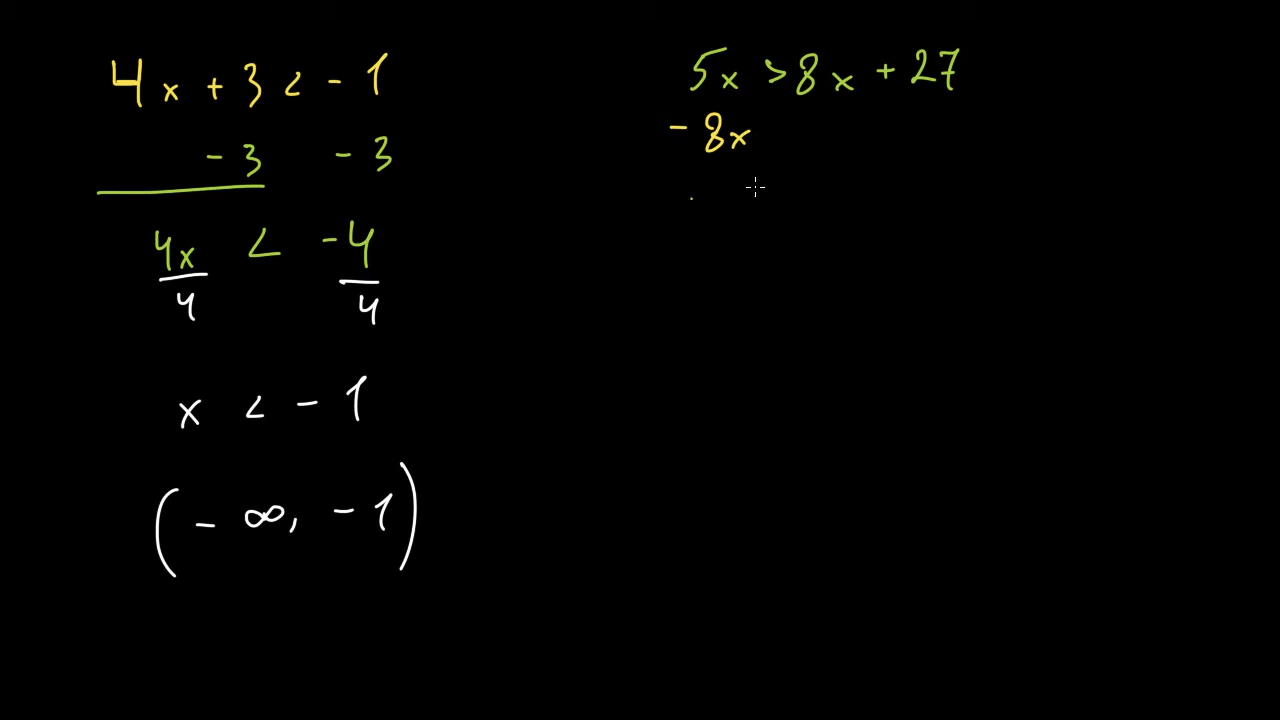 4x + 3 < - 1
- 3 - 3
4x < - 4
4 4
x < - 1
(- ∞, - 1)
5x > 8x + 27
- 8x